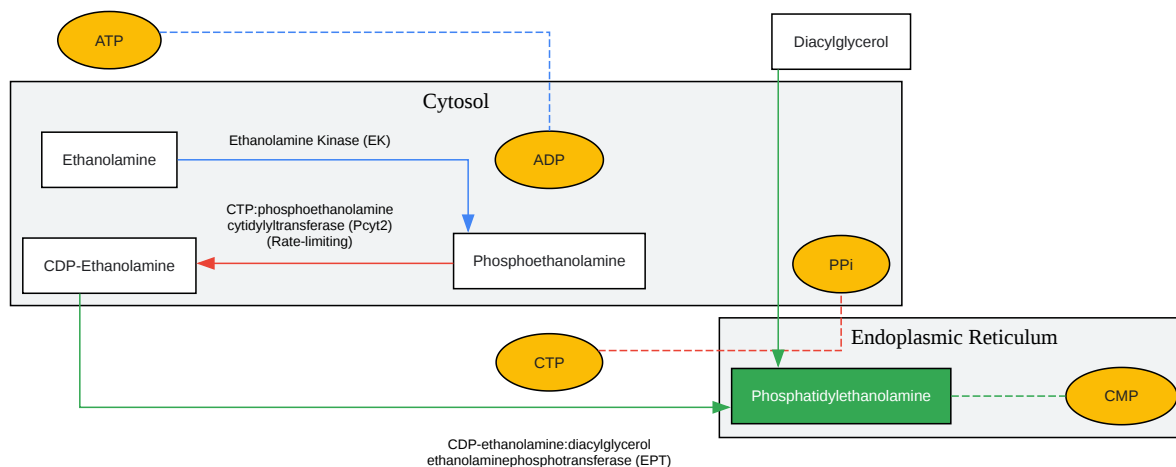 ATP
Diacylglycerol
Cytosol
Ethanolamine Kinase (EK)
Ethanolamine
ADP
CTP:phosphoethanolamine
cytidylyltransferase (Pcyt2)
(Rate-limiting)
CDP-Ethanolamine
Phosphoethanolamine
PPi
Endoplasmic Reticulum
CTP
Phosphatidylethanolamine
CMP
CDP-ethanolamine:diacylglycerol
ethanolaminephosphotransferase (EPT)